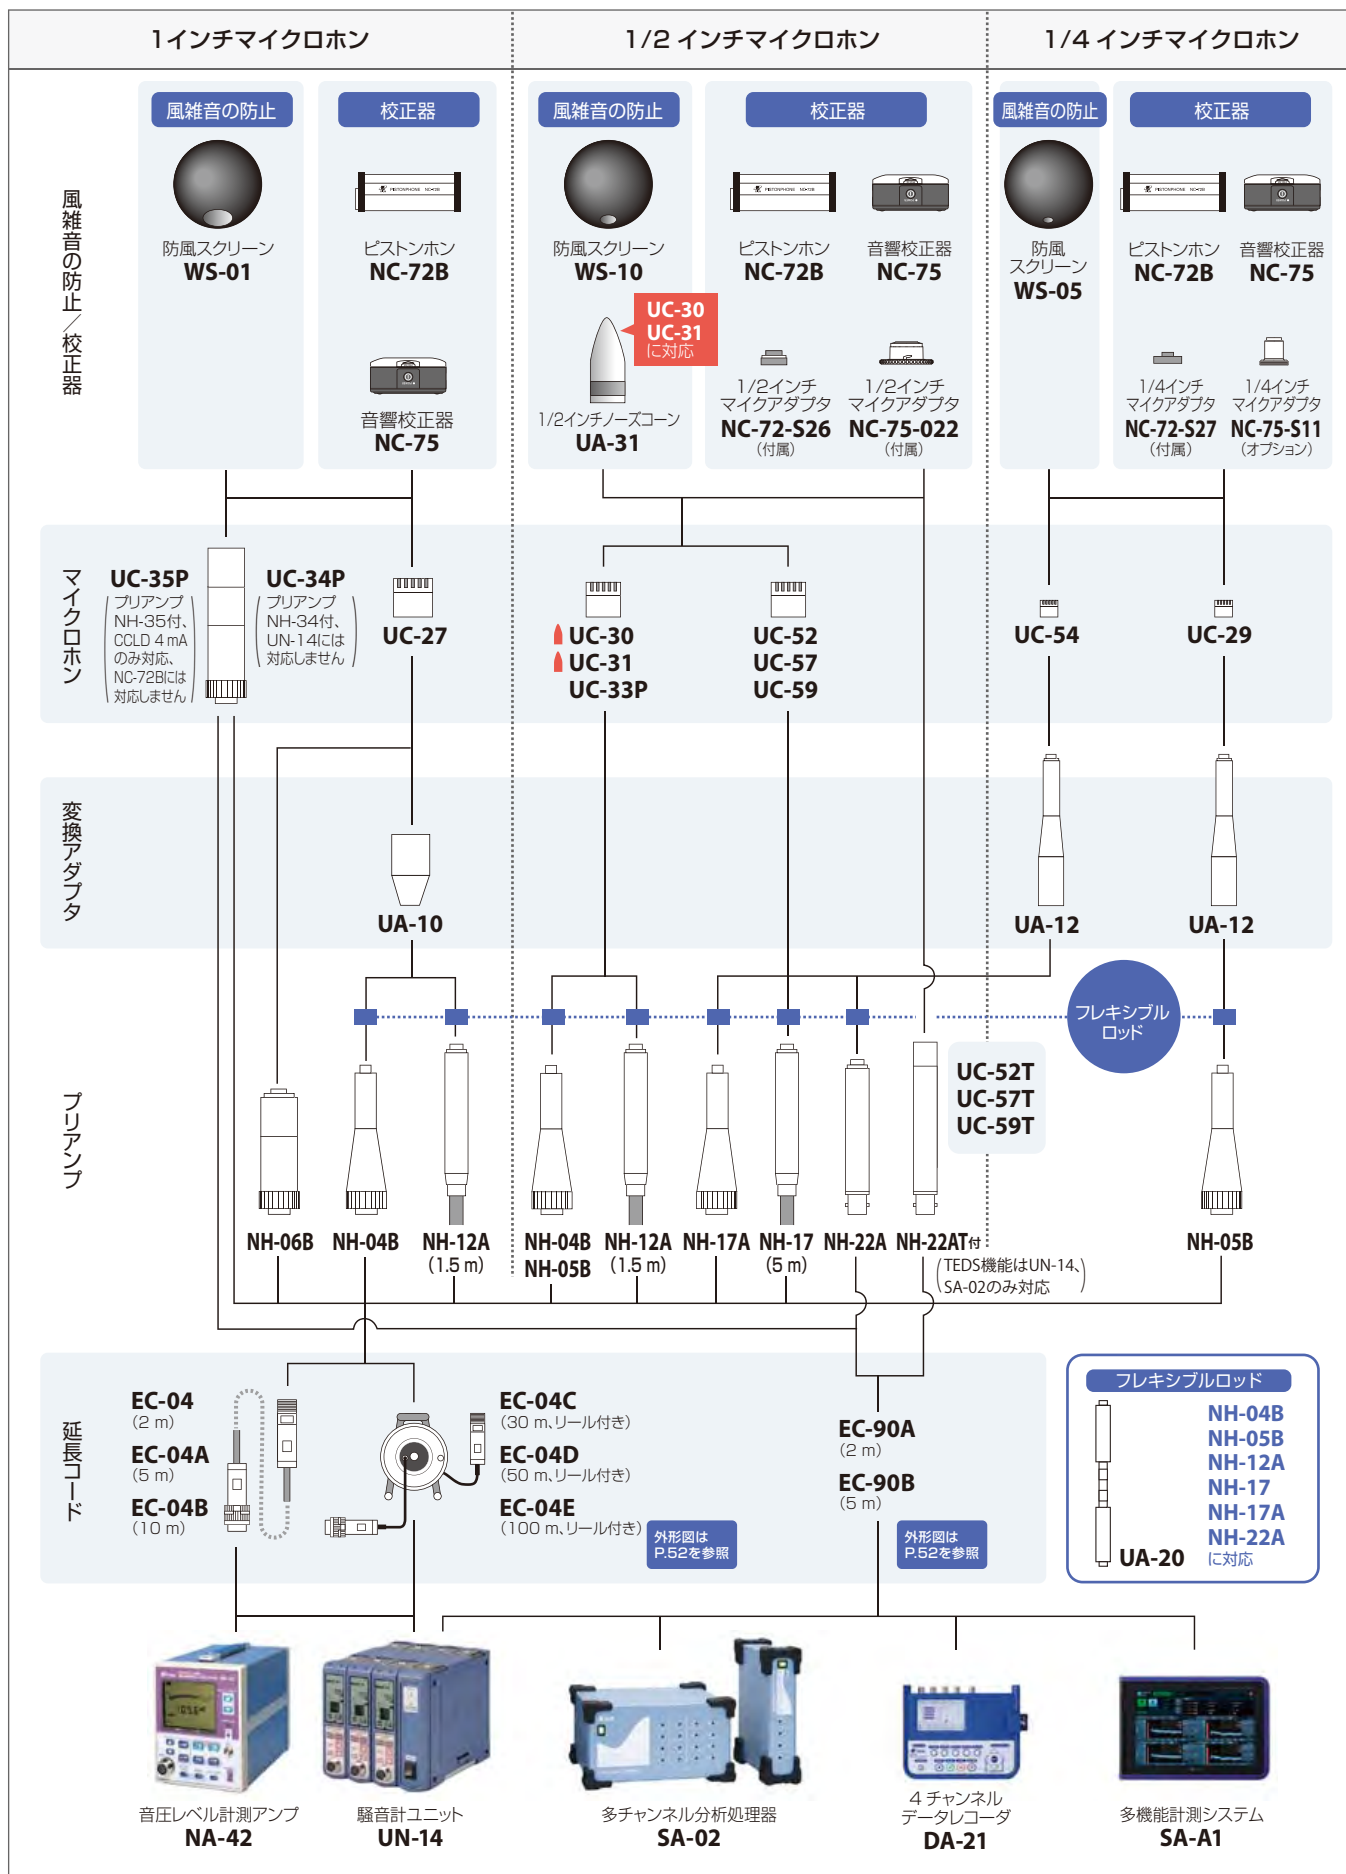 1インチマイクロホン
1/2 インチマイクロホン
1/4 インチマイクロホン
風雑音の防止／校正器
風雑音の防止
防風スクリーン
WS-01
校正器
ピストンホン
NC-72B
音響校正器
NC-75
風雑音の防止
防風スクリーン
WS-10
UC-30
UC-31
に対応
1/2インチノーズコーン
UA-31
校正器
PISTONPHONE NC-72B
ピストンホン
NC-72B
音響校正器
NC-75
1/2インチ
マイクアダプタ
NC-72-S26
（付属）
1/2インチ
マイクアダプタ
NC-75-022
（付属）
風雑音の防止
防風
スクリーン
WS-05
校正器
ピストンホン
NC-72B
音響校正器
NC-75
1/4インチ
マイクアダプタ
NC-72-S27
（付属）
1/4インチ
マイクアダプタ
NC-75-S11
（オプション）
マイクロホン
UC-35P
プリアンプ
NH-35付、
CCLD 4 mA
のみ対応、
NC-72Bには
対応しません
UC-34P
プリアンプ
NH-34付、
UN-14には
対応しません
UC-27
UC-30
UC-31
UC-33P
UC-52
UC-57
UC-59
UC-54
UC-29
変換アダプタ
UA-10
UA-12
UA-12
フレキシブル
ロッド
プリアンプ
UC-52T
UC-57T
UC-59T
NH-06B
NH-04B
NH-12A
（1.5 m）
NH-04B
NH-05B
NH-12A
（1.5 m）
NH-17A
NH-17
（5 m）
NH-22A
NH-22AT付
（TEDS機能はUN-14、
SA-02のみ対応）
NH-05B
延長コード
EC-04
（2 m）
EC-04A
（5 m）
EC-04B
（10 m）
EC-04C
（30 m、リール付き）
EC-04D
（50 m、リール付き）
EC-04E
（100 m、リール付き）
外形図は
P.52を参照
EC-90A
（2 m）
EC-90B
（5 m）
外形図は
P.52を参照
フレキシブルロッド
UA-20
NH-04B
NH-05B
NH-12A
NH-17
NH-17A
NH-22A
に対応
音圧レベル計測アンプ
NA-42
騒音計ユニット
UN-14
多チャンネル分析処理器
SA-02
4 チャンネル
データレコーダ
DA-21
多機能計測システム
SA-A1